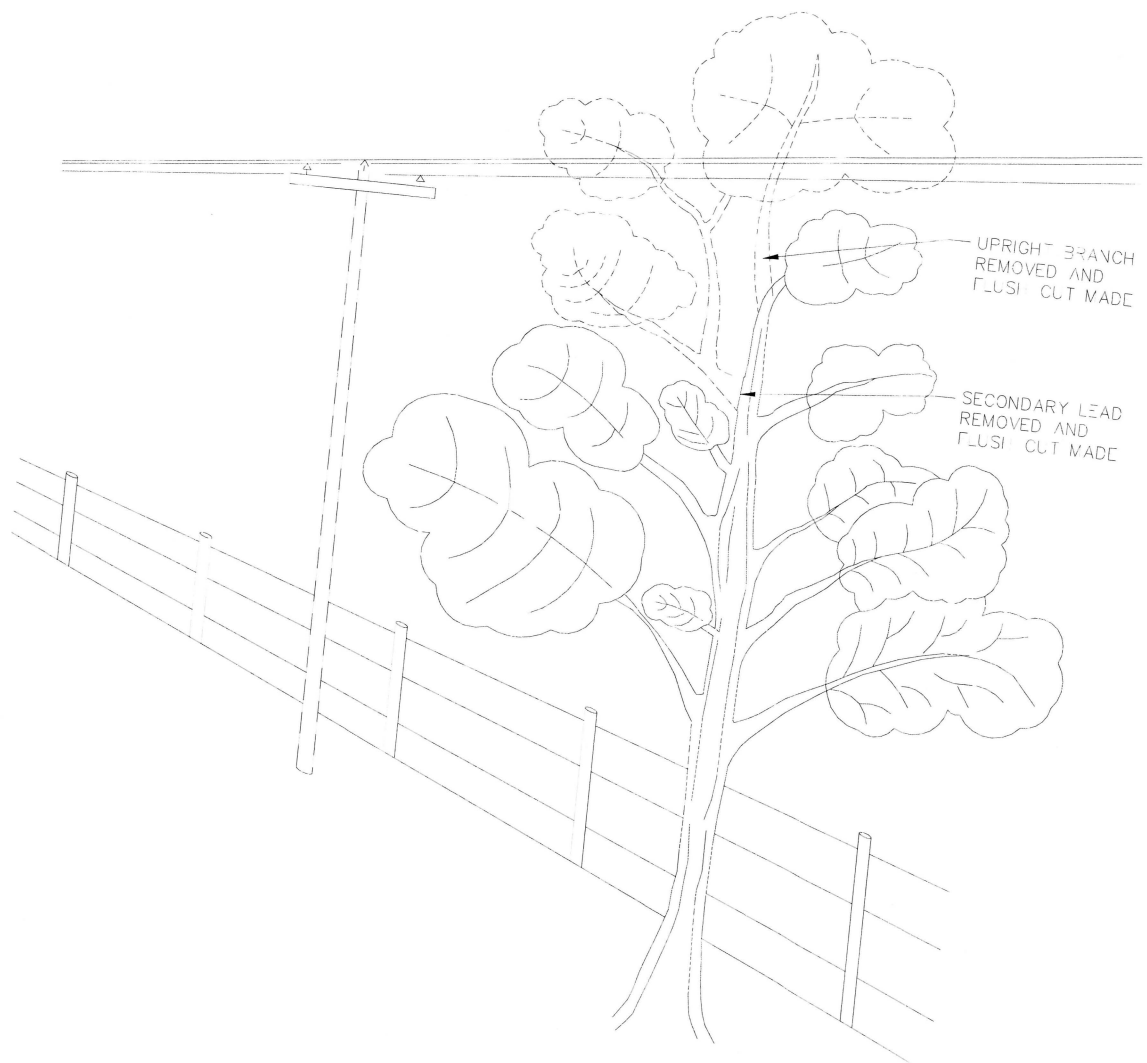 UPRIGHT BRANCH
REMOVED AND
FLUSH CUT MADE
SECONDARY LEAD
REMOVED AND
FLUSH CUT MADE